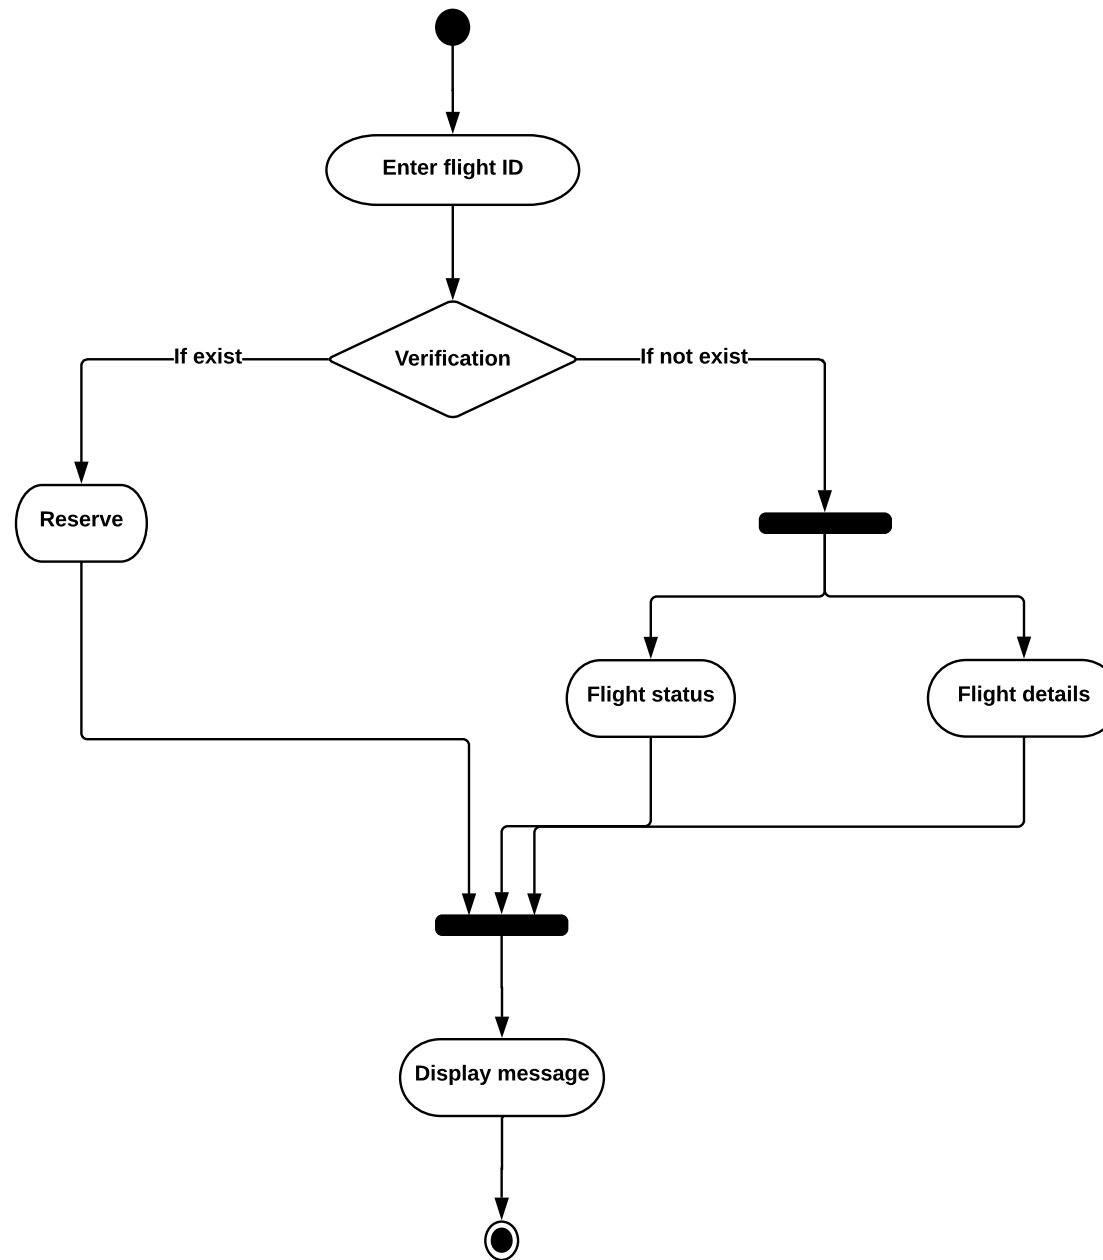 Enter flight ID
Verification
If exist
If not exist
Reserve
Flight status
Flight details
Display message